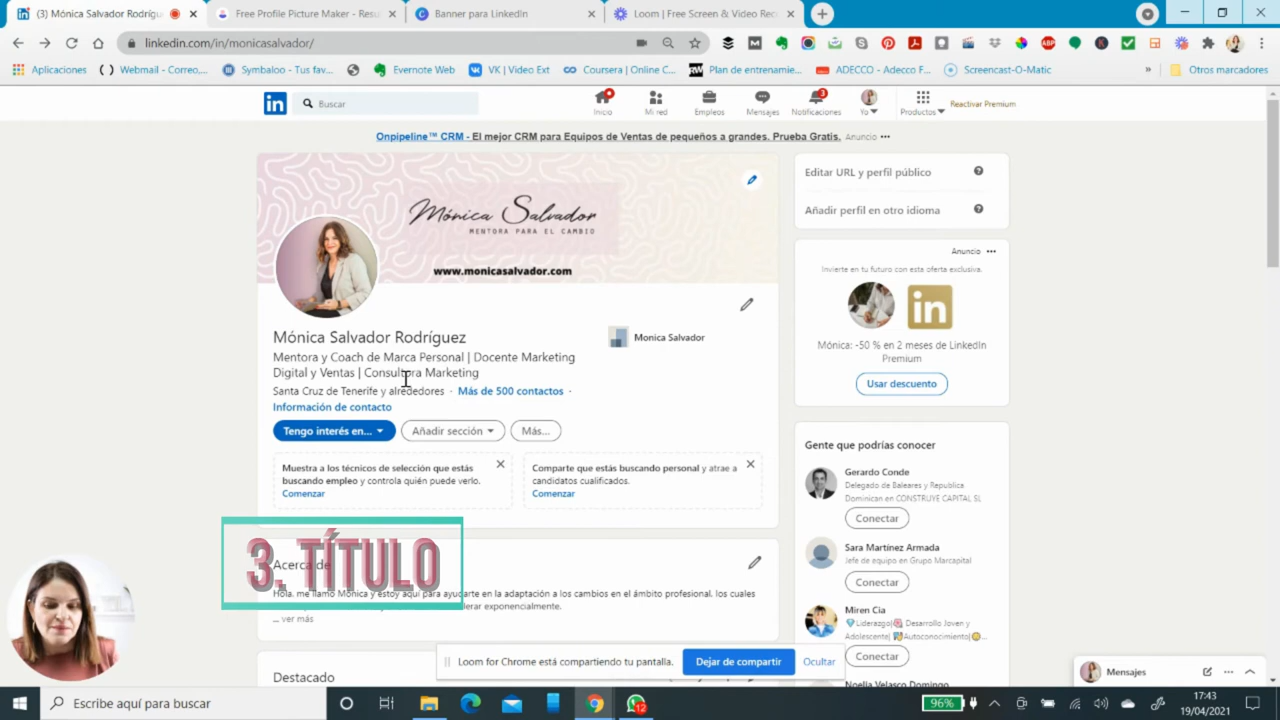 (3) Mónica Salvador Rodrígu
Free Profile Picture Maker - Resu
Banner para LinkedIn
Loom | Free Screen & Video Rec
linkedin.com/in/monicasalvador/
Aplicaciones
Webmail - Correo,...
Symbaloo - Tus fav...
Evernote Web
VK | Video Ext
Coursera | Online C...
Plan de entrenamie...
ADECCO - Adecco F...
Screencast-O-Matic
»
Otros marcadores
Buscar
Inicio
Mi red
Empleos
Mensajes
3
Notificaciones
Yo
Productos
Reactivar Premium
Onpipeline™ CRM - El mejor CRM para Equipos de Ventas de pequeños a grandes. Prueba Gratis. Anuncio •••
Mónica Salvador
MENTORA PARA EL CAMBIO
www.monicasalvador.com
Mónica Salvador Rodríguez
Monica Salvador
Mentora y Coach de Marca Personal | Docente Marketing
Digital y Ventas | Consultora Marketing
Santa Cruz de Tenerife y alrededores · Más de 500 contactos ·
Información de contacto
Tengo interés en...
Añadir sección
Más...
Muestra a los técnicos de selección que estás
buscando empleo y controla quién puede verlo.
Comenzar
Comparte que estás buscando personal y atrae a
candidatos cualificados.
Comenzar
3. TÍTULO
Acerca de
Hola, me llamo Mónica y estoy aquí para ayudarte en la adaptación a los cambios en el ámbito profesional, los cuales
lerar exponencialmente.
... ver más
Destacado
Editar URL y perfil público
Añadir perfil en otro idioma
Anuncio •••
Invierte en tu futuro con esta oferta exclusiva.
in
Mónica: -50 % en 2 meses de LinkedIn
Premium
Usar descuento
Gente que podrías conocer
Gerardo Conde
Delegado de Baleares y Republica
Dominican en CONSTRUYE CAPITAL SL
Conectar
Sara Martínez Armada
Jefe de equipo en Grupo Marcapital
Conectar
Miren Cia
Liderazgo| Desarrollo Joven y
Adolescente| Autoconocimiento|...
Conectar
Noelia Velasco Domingo
Loom for Chrome está compartiendo tu pantalla.
Dejar de compartir
Ocultar
Mensajes
Escribe aquí para buscar
12
96%
17:43
19/04/2021